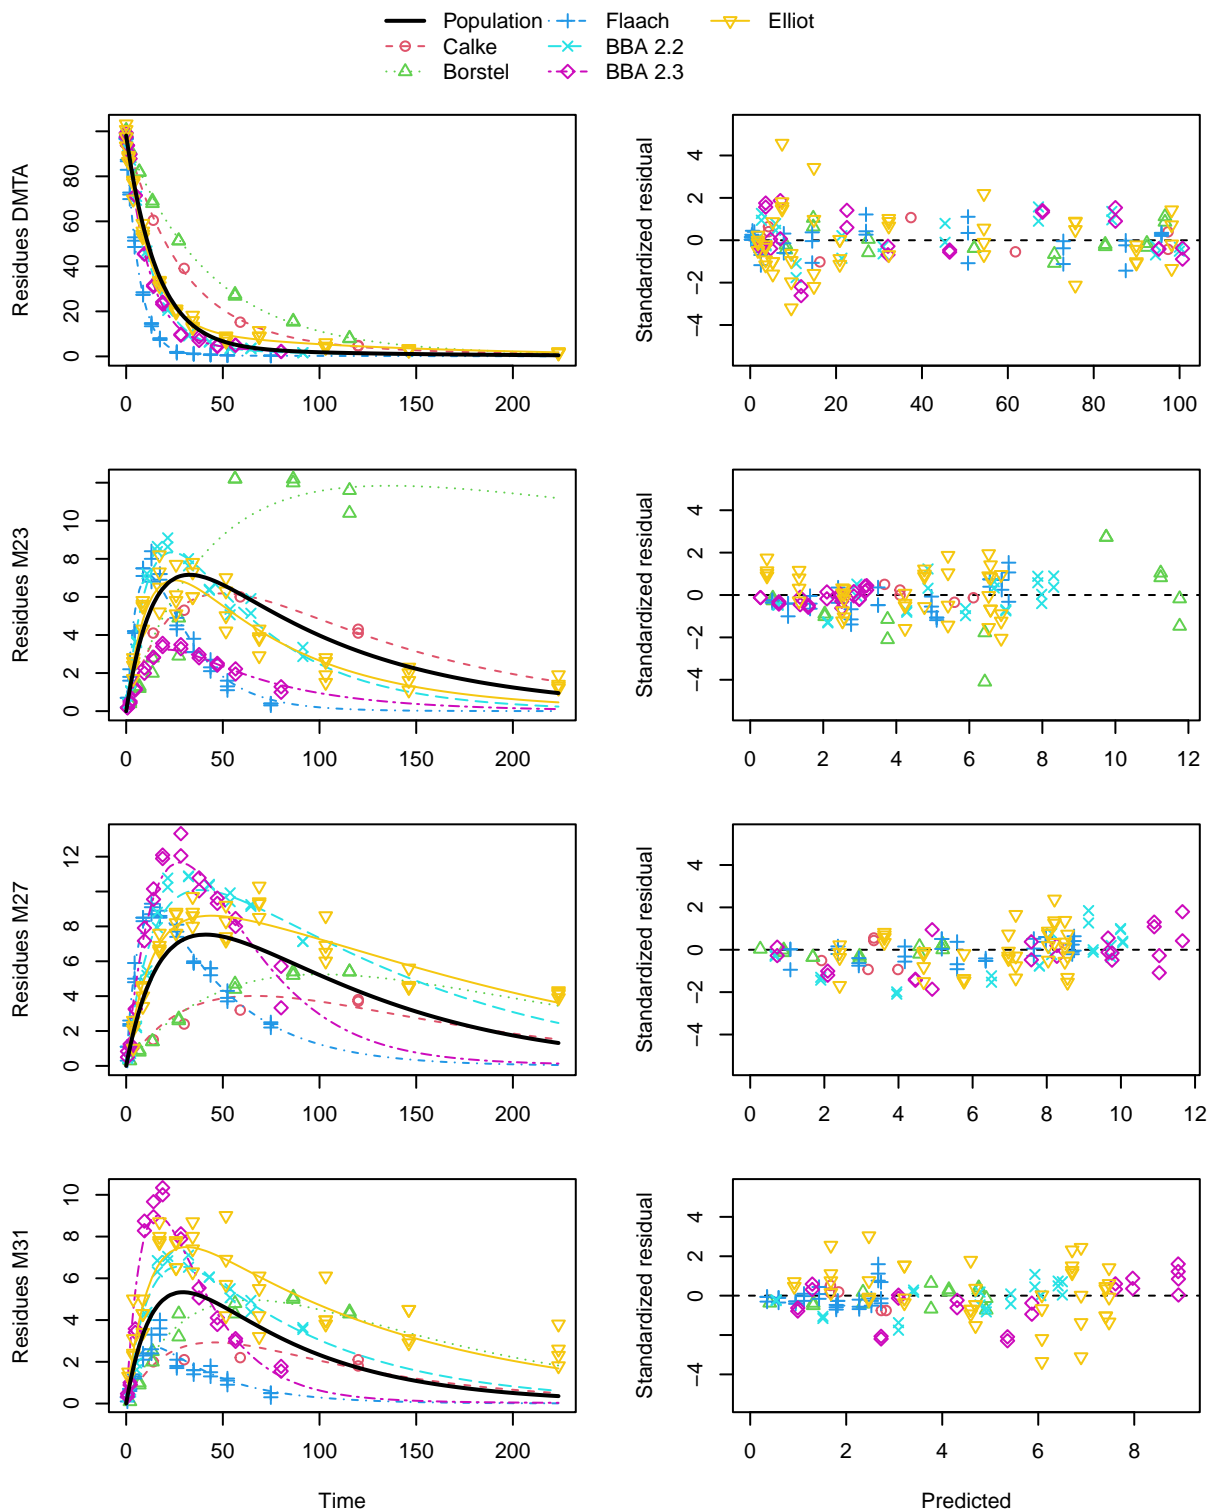 Population Flaach Elliot
Calke BBA 2.2
Borstel BBA 2.3
Residues DMTA
0 20 40 60 80
0 50 100 150 200
Standardized residual
-4 -2 0 2 4
0 20 40 60 80 100
Residues M23
0 2 4 6 8 10
0 50 100 150 200
Standardized residual
-4 -2 0 2 4
0 2 4 6 8 10 12
Residues M27
0 2 4 6 8 12
0 50 100 150 200
Standardized residual
-4 -2 0 2 4
0 2 4 6 8 10 12
Residues M31
0 2 4 6 8 10
0 50 100 150 200
Standardized residual
-4 -2 0 2 4
0 2 4 6 8
Time
Predicted